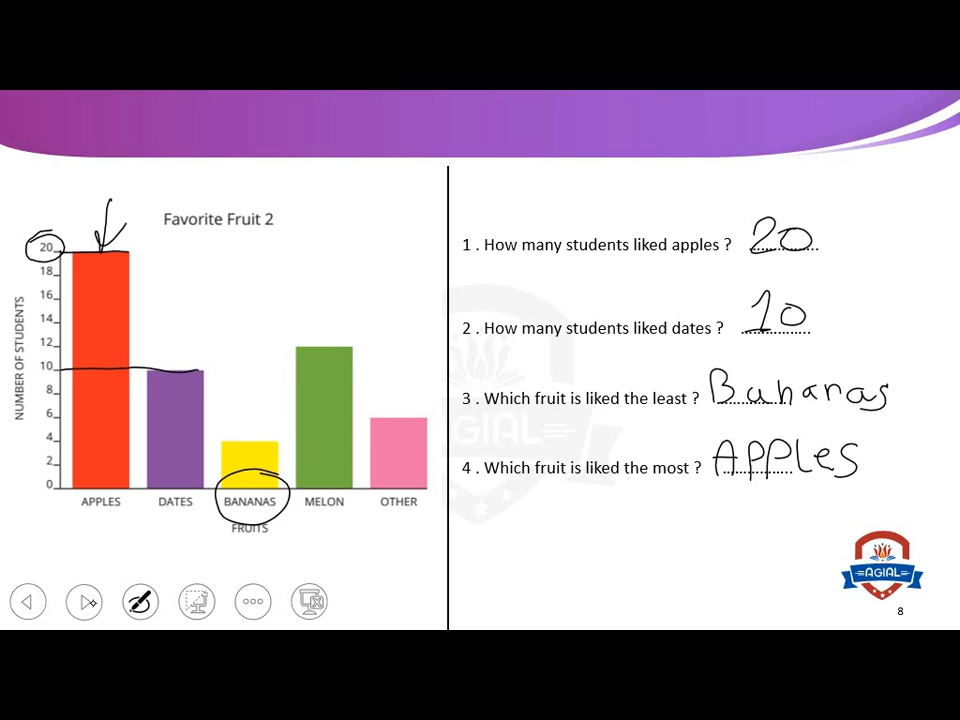 Favorite Fruit 2
NUMBER OF STUDENTS
20
18
16
14
12
10
8
6
4
2
0
APPLES DATES BANANAS MELON OTHER
FRUITS
1 . How many students liked apples ? 20
2 . How many students liked dates ? 10
3 . Which fruit is liked the least ? Bananas
4 . Which fruit is liked the most ? Apples
AGIAL
AGIAL
8